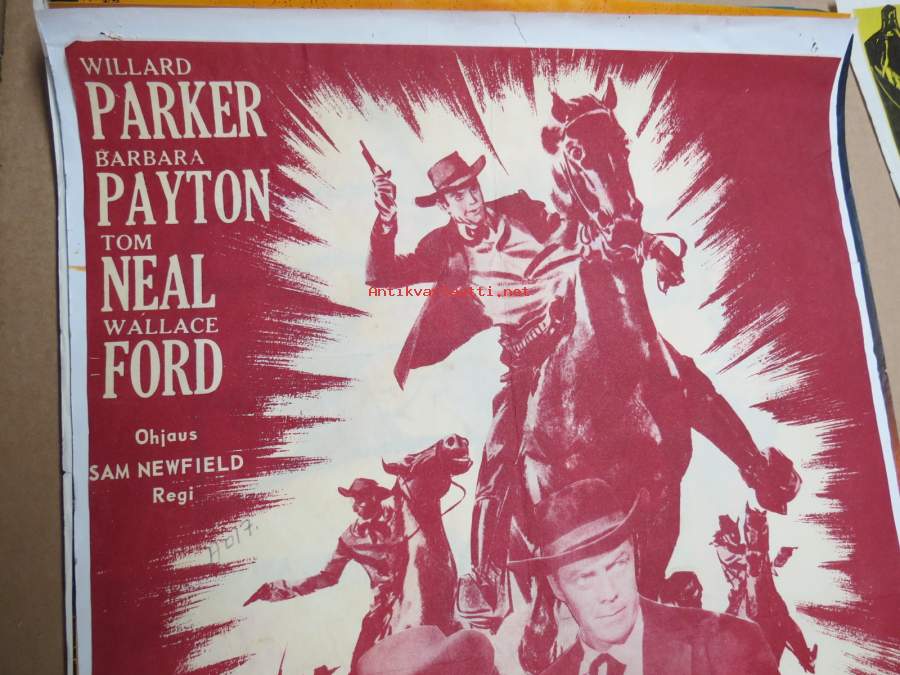 WILLARD
PARKER
BARBARA
PAYTON
TOM
NEAL
WALLACE
FORD
Ohjaus
SAM NEWFIELD
Regi
Antikvariaatti.net